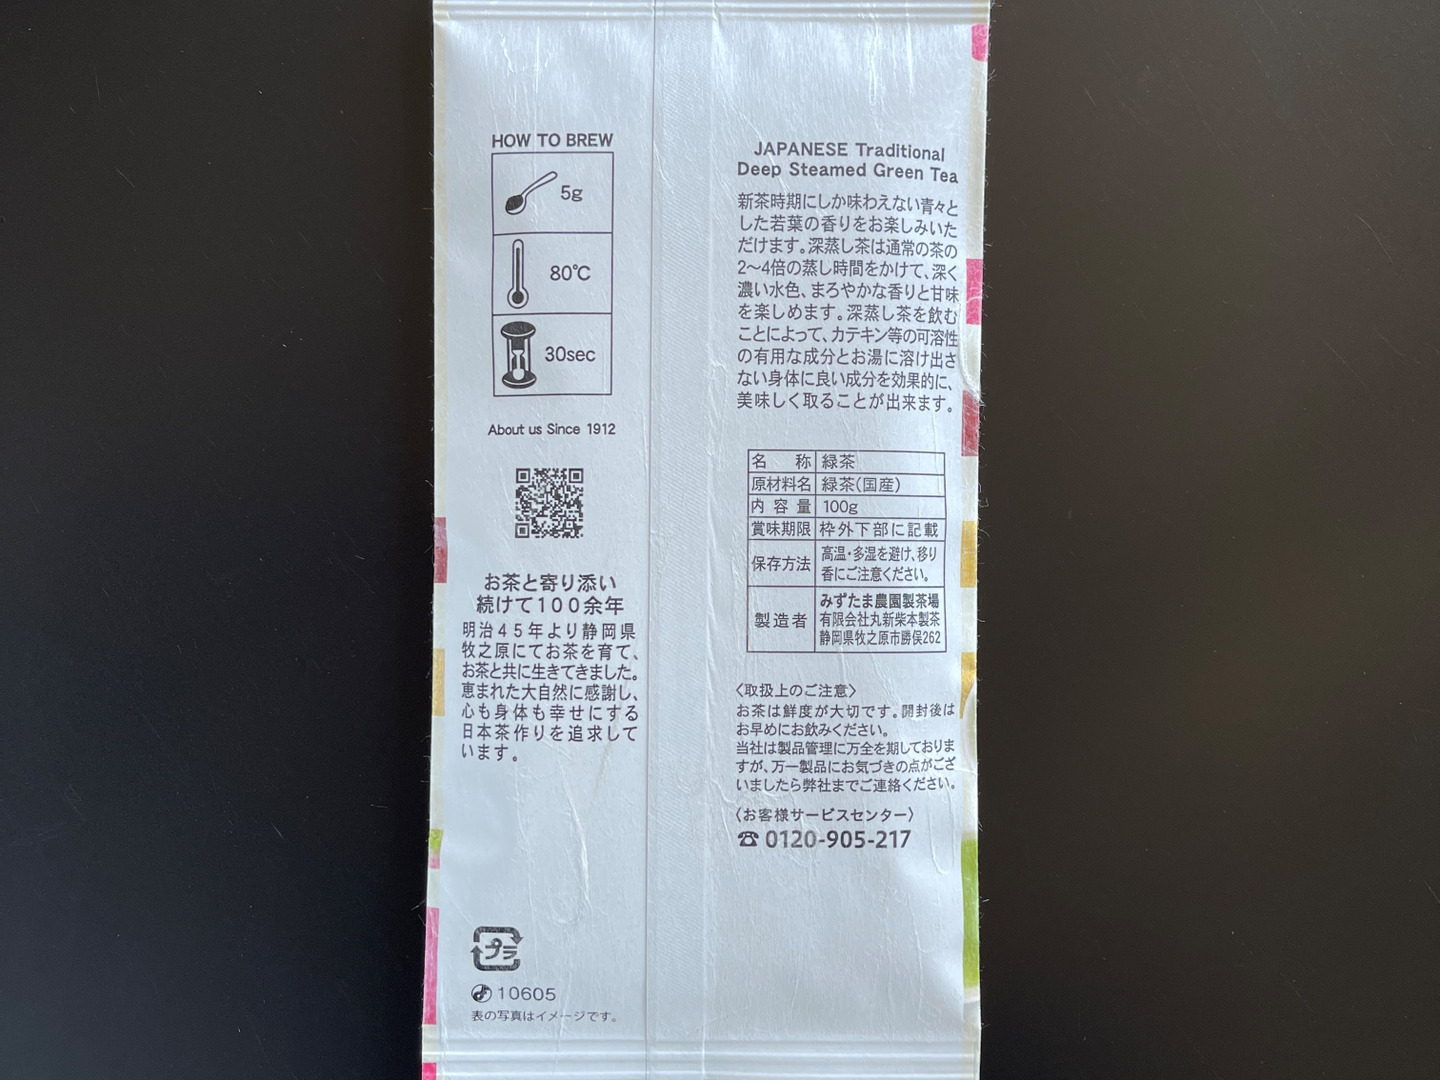 HOW TO BREW
5g
80℃
30sec
About us Since 1912
お茶と寄り添い
続けて100余年
明治45年より静岡県
牧之原にてお茶を育て、
お茶と共に生きてきました。
恵まれた大自然に感謝し、
心も身体も幸せにする
日本茶作りを追求して
います。
プラ
10605
表の写真はイメージです。
JAPANESE Traditional
Deep Steamed Green Tea
新茶時期にしか味わえない青々と
した若葉の香りをお楽しみいた
だけます。深蒸し茶は通常の茶の
2〜4倍の蒸し時間をかけて、深く
濃い水色、まろやかな香りと甘味
を楽しめます。深蒸し茶を飲む
ことによって、カテキン等の可溶性
の有用な成分とお湯に溶け出さ
ない身体に良い成分を効果的に、
美味しく取ることが出来ます。
名称 緑茶
原材料名 緑茶(国産)
内容量 100g
賞味期限 枠外下部に記載
保存方法 高温・多湿を避け、移り
香にご注意ください。
製造者 みずたま農園製茶場
有限会社丸新柴本製茶
静岡県牧之原市勝俣262
〈取扱上のご注意〉
お茶は鮮度が大切です。開封後は
お早めにお飲みください。
当社は製品管理に万全を期しておりま
すが、万一製品にお気づきの点がござ
いましたら弊社までご連絡ください。
〈お客様サービスセンター〉
☎ 0120-905-217